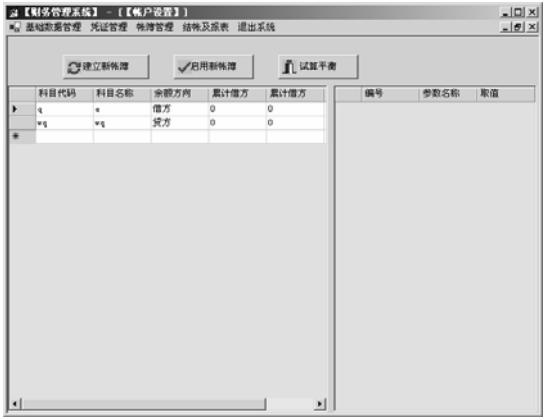 【财务管理系统】 - [【帐户设置】]
基础数据管理 凭证管理 帐簿管理 结帐及报表 退出系统
建立新帐簿 启用新帐簿 试算平衡
科目代码 科目名称 余额方向 累计借方 累计借方 编号 参数名称 取值
q 借方 0 0
wq wq 贷方 0 0